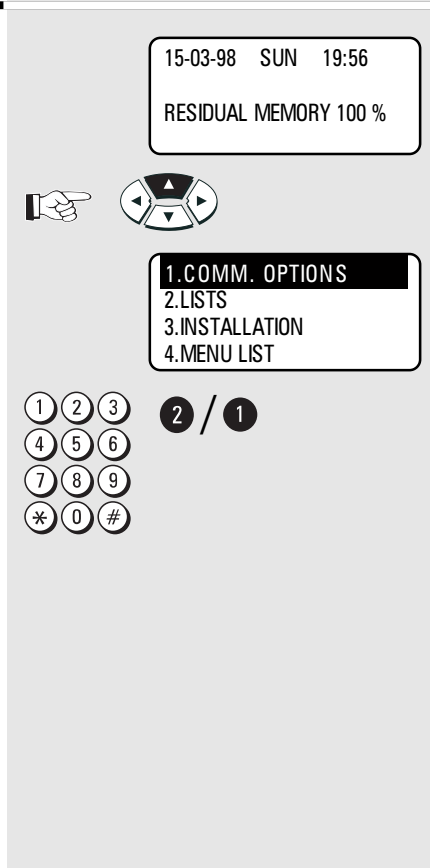 15-03-98 SUN 19:56
RESIDUAL MEMORY 100 %
1.COMM. OPTIONS
2.LISTS
3.INSTALLATION
4.MENU LIST
1 2 3 2 / 1
4 5 6
7 8 9
* 0 #